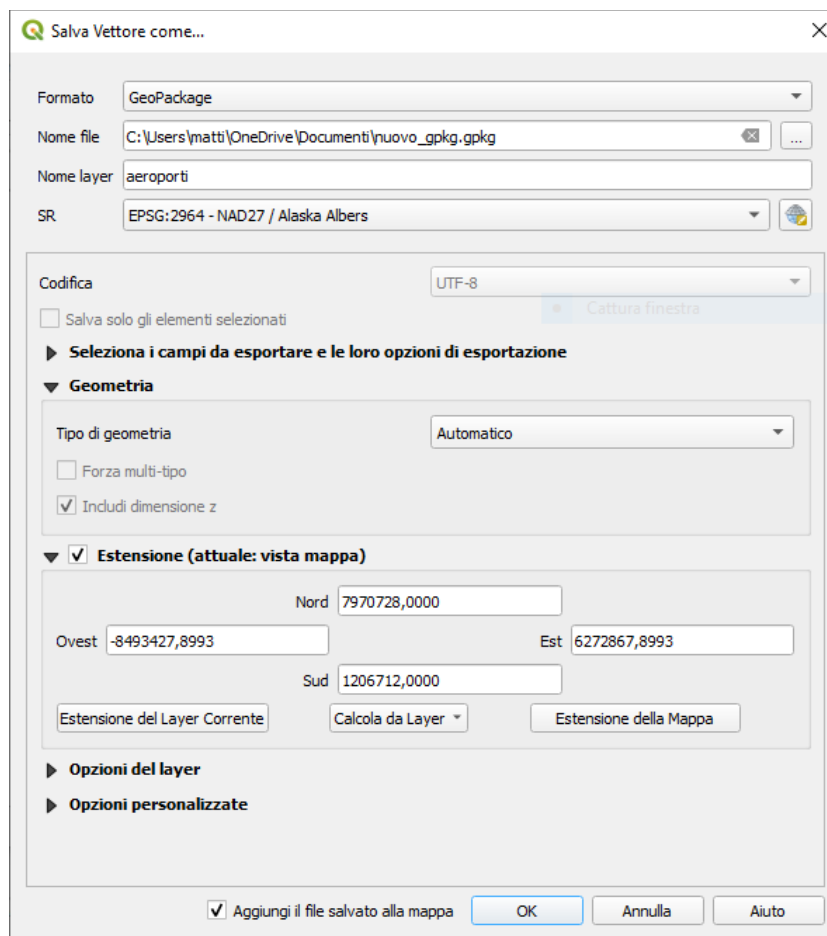 Salva Vettore come...
Formato GeoPackage
Nome file C:\Users\matti\OneDrive\Documenti\nuovo_gpkg.gpkg ...
Nome layer aeroporti
SR EPSG:2964 - NAD27 / Alaska Albers
Codifica UTF-8
Cattura finestra
Salva solo gli elementi selezionati
Seleziona i campi da esportare e le loro opzioni di esportazione
Geometria
Tipo di geometria Automatico
Forza multi-tipo
Includi dimensione z
Estensione (attuale: vista mappa)
Nord 7970728,0000
Ovest -8493427,8993 Est 6272867,8993
Sud 1206712,0000
Estensione del Layer Corrente Calcola da Layer Estensione della Mappa
Opzioni del layer
Opzioni personalizzate
Aggiungi il file salvato alla mappa OK Annulla Aiuto